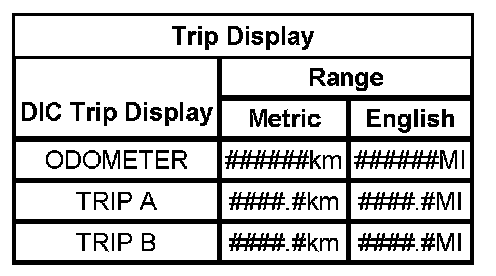 Trip Display
DIC Trip Display Range
Metric English
ODOMETER ######km ######MI
TRIP A ####.#km ####.#MI
TRIP B ####.#km ####.#MI